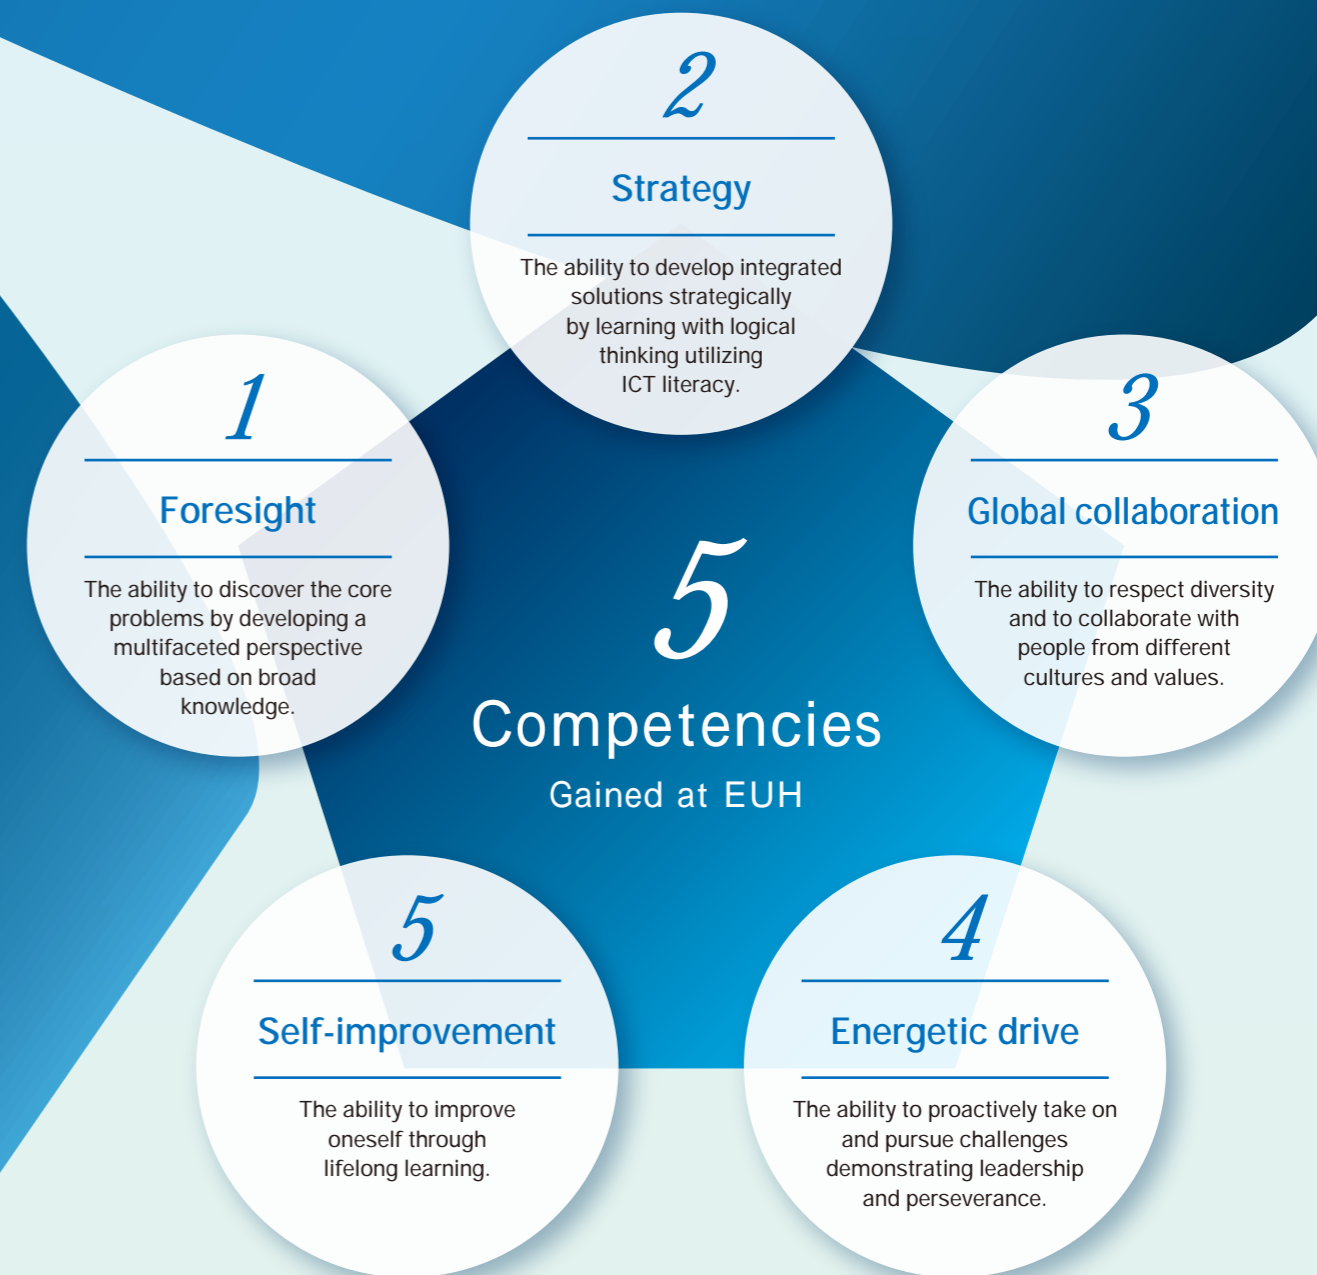 5
Competencies
Gained at EUH
1
Foresight
The ability to discover the core
problems by developing a
multifaceted perspective
based on broad
knowledge.
2
Strategy
The ability to develop integrated
solutions strategically
by learning with logical
thinking utilizing
ICT literacy.
3
Global collaboration
The ability to respect diversity
and to collaborate with
people from different
cultures and values.
4
Energetic drive
The ability to proactively take on
and pursue challenges
demonstrating leadership
and perseverance.
5
Self-improvement
The ability to improve
oneself through
lifelong learning.